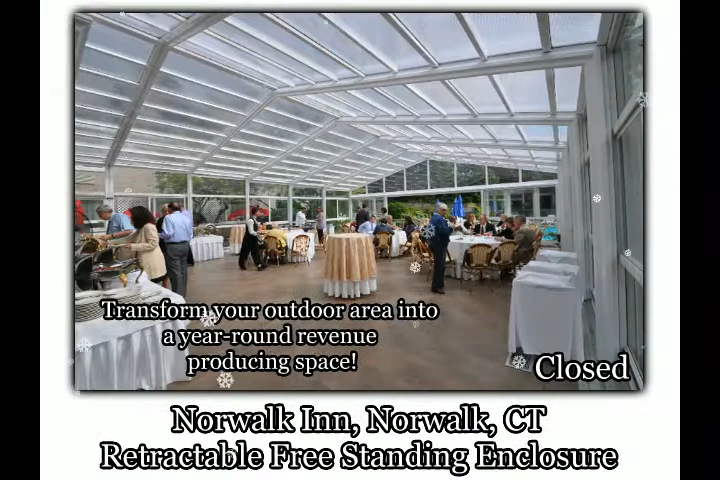 Transform your outdoor area into
a year-round revenue
producing space!
Closed
Norwalk Inn, Norwalk, CT
Retractable Free Standing Enclosure